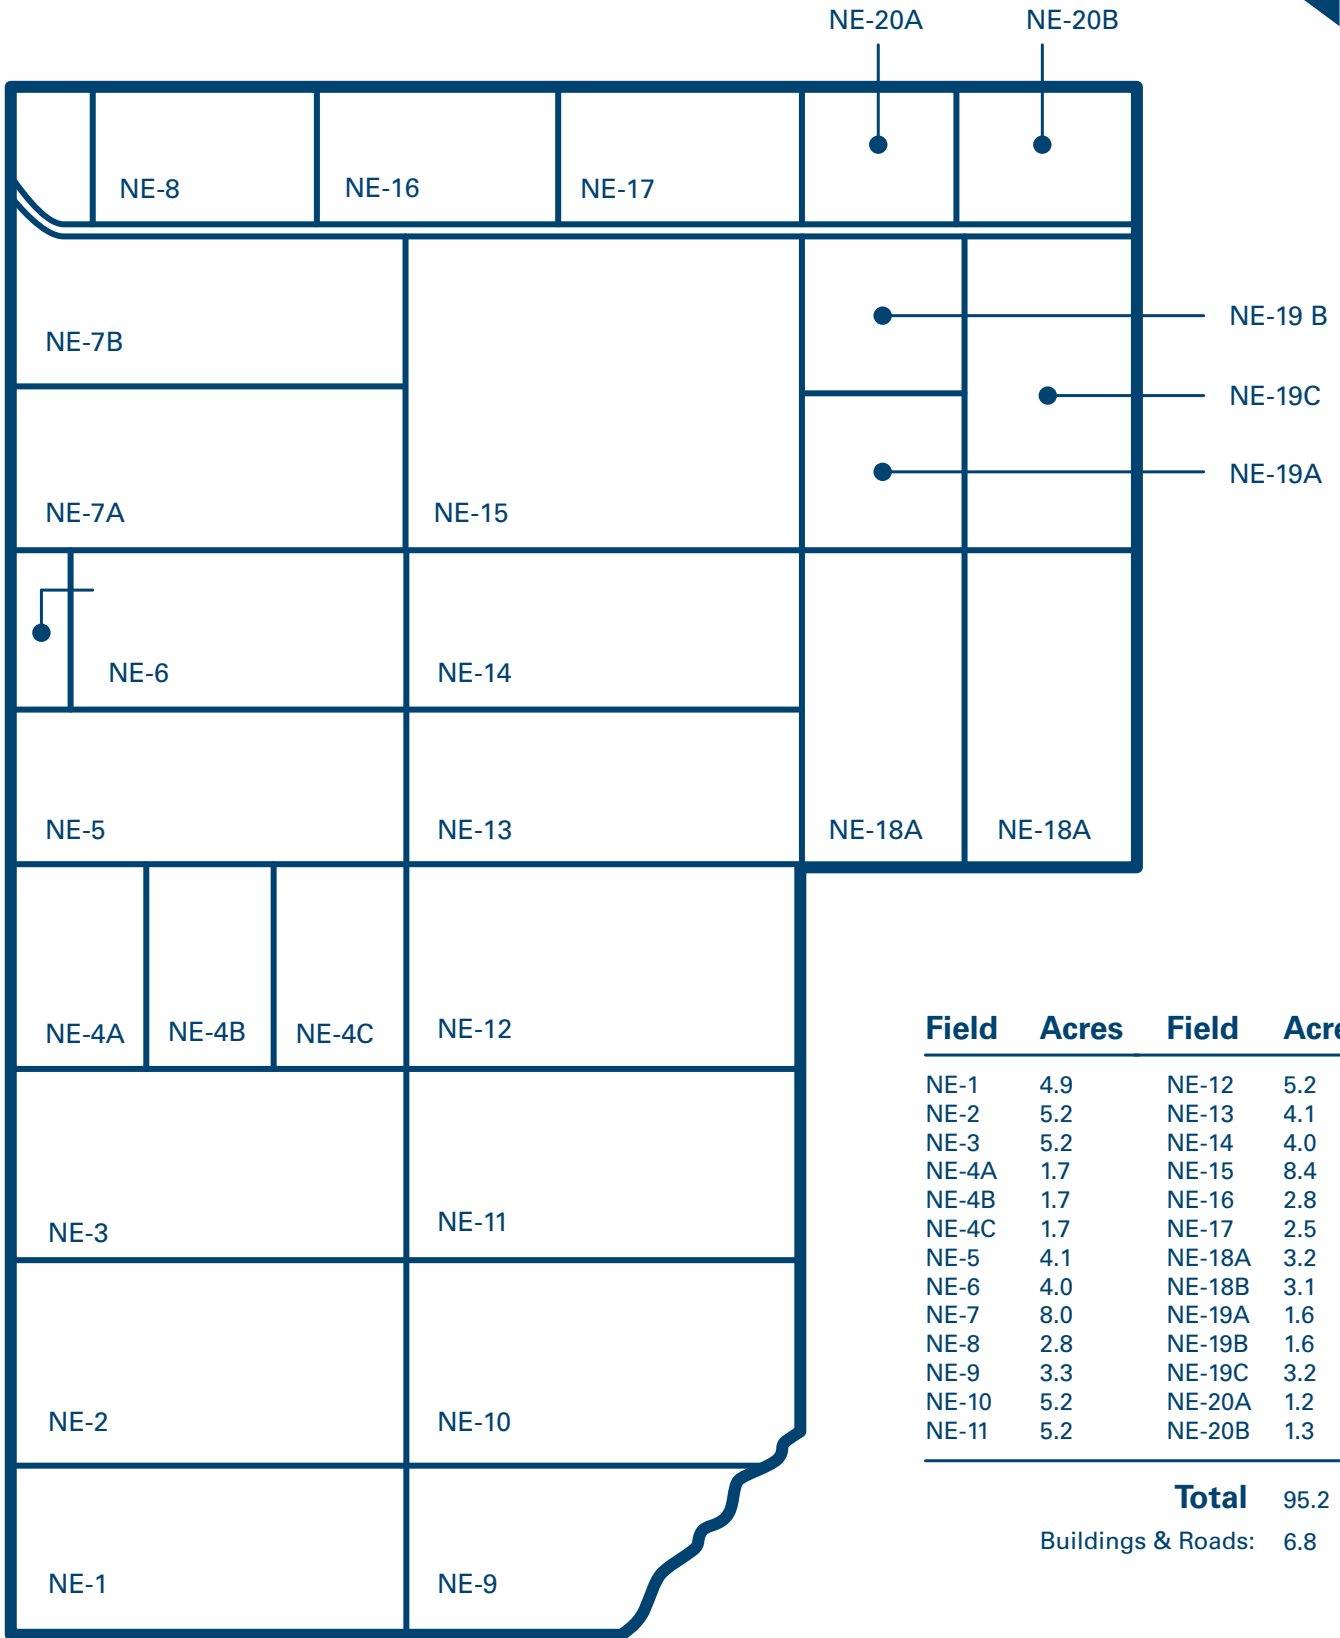 NE-20A NE-20B
NE-8 NE-16 NE-17
NE-19 B
NE-7B
NE-19C
NE-19A
NE-7A NE-15
NE-6 NE-14
NE-5 NE-13 NE-18A NE-18A
NE-4A NE-4B NE-4C NE-12
NE-3 NE-11
NE-2 NE-10
NE-1 NE-9
Field Acres Field Acre
NE-1 4.9 NE-12 5.2
NE-2 5.2 NE-13 4.1
NE-3 5.2 NE-14 4.0
NE-4A 1.7 NE-15 8.4
NE-4B 1.7 NE-16 2.8
NE-4C 1.7 NE-17 2.5
NE-5 4.1 NE-18A 3.2
NE-6 4.0 NE-18B 3.1
NE-7 8.0 NE-19A 1.6
NE-8 2.8 NE-19B 1.6
NE-9 3.3 NE-19C 3.2
NE-10 5.2 NE-20A 1.2
NE-11 5.2 NE-20B 1.3
Total 95.2
Buildings & Roads: 6.8